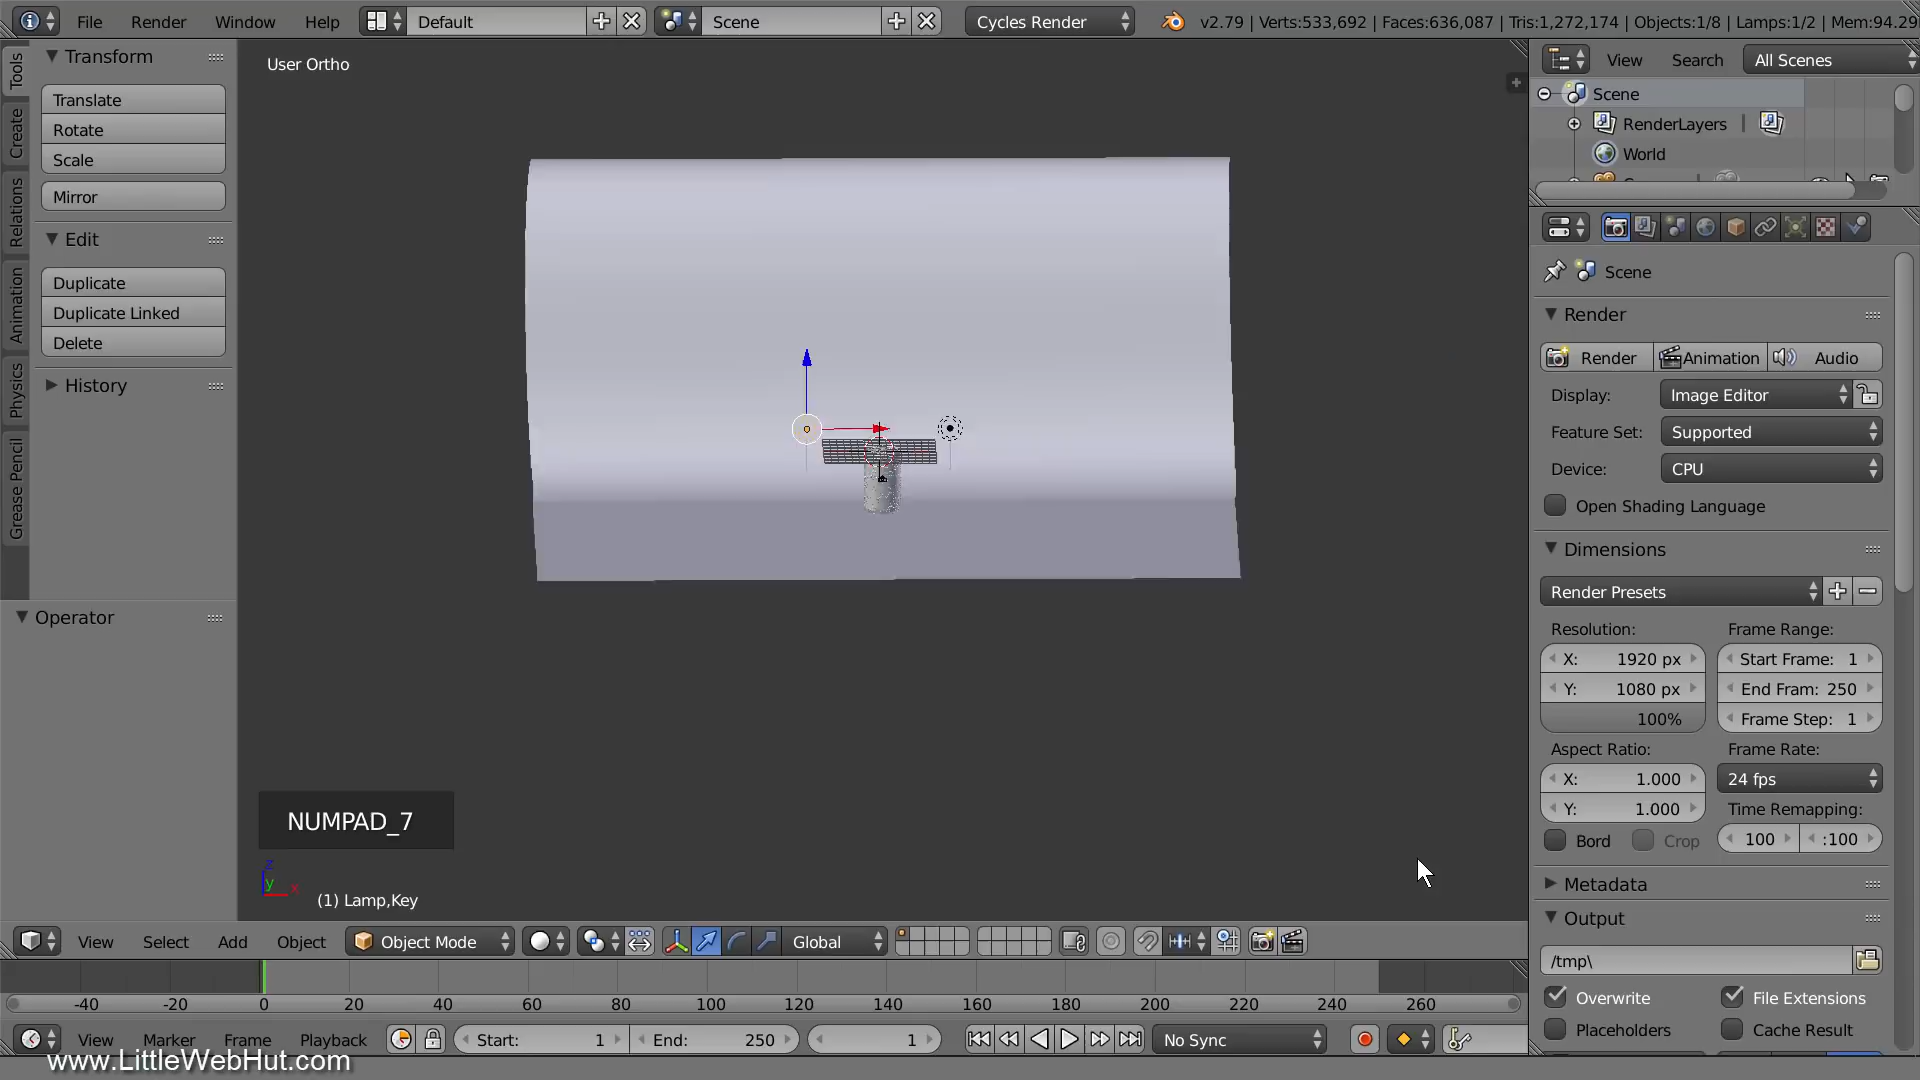 File Render Window Help Default Scene Cycles Render v2.79 | Verts:533,692 | Faces:636,087 | Tris:1,272,174 | Objects:1/8 | Lamps:1/2 | Mem:94.29
Tools
Create
Relations
Animation
Physics
Grease Pencil
Transform
Translate
Rotate
Scale
Mirror
Edit
Duplicate
Duplicate Linked
Delete
History
Operator
User Ortho
NUMPAD_7
z
y x
(1) Lamp,Key
View Search All Scenes
Scene
RenderLayers |
World
Scene
Render
Render Animation Audio
Display: Image Editor
Feature Set: Supported
Device: CPU
Open Shading Language
Dimensions
Render Presets
Resolution: Frame Range:
X: 1920 px Start Frame: 1
Y: 1080 px End Fram: 250
100% Frame Step: 1
Aspect Ratio: Frame Rate:
X: 1.000 24 fps
Y: 1.000 Time Remapping:
Bord Crop 100 :100
Metadata
Output
/tmp\
Overwrite File Extensions
Placeholders Cache Result
View Select Add Object Object Mode Global
-40 -20 0 20 40 60 80 100 120 140 160 180 200 220 240 260
View Marker Frame Playback Start: 1 End: 250 1 No Sync
www.LittleWebHut.com